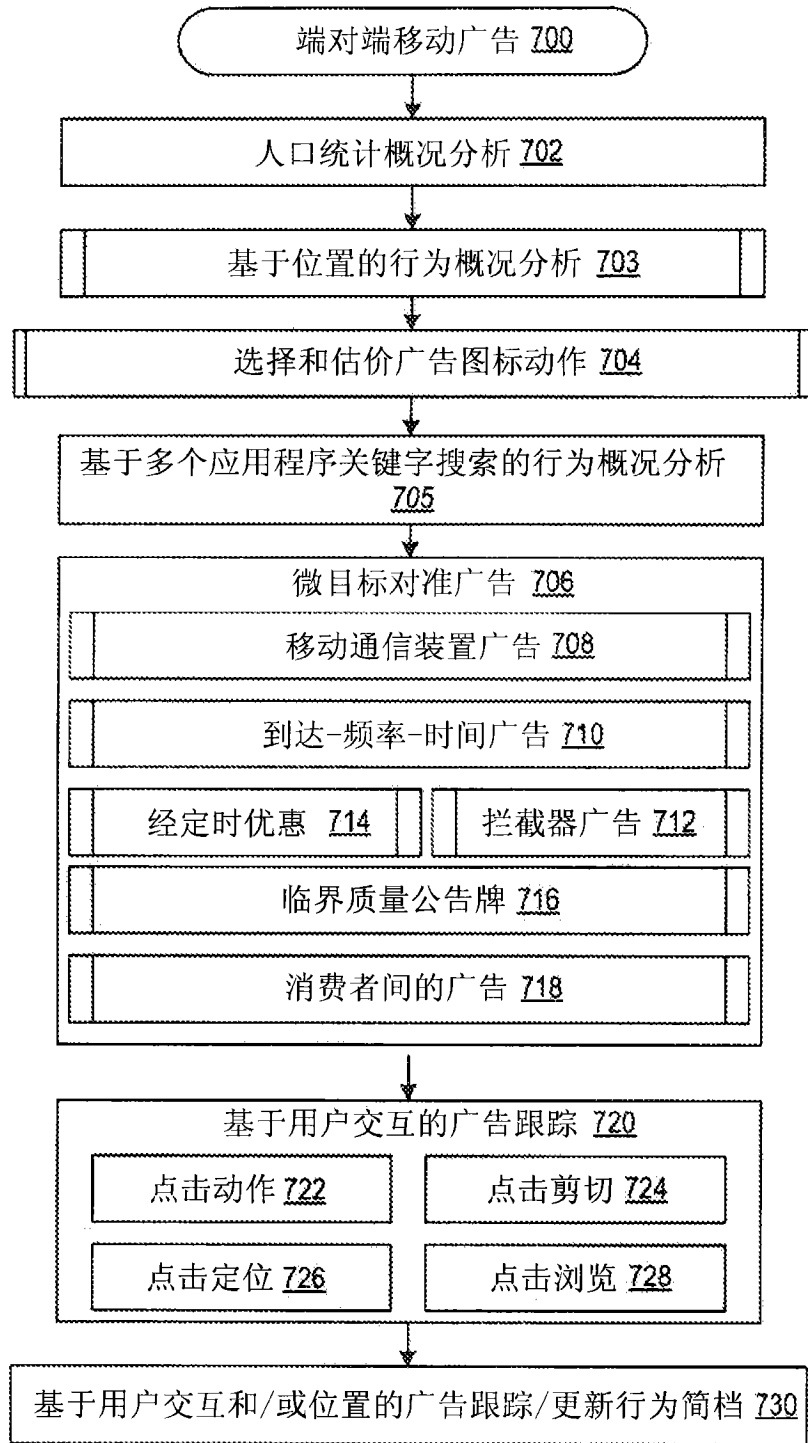 端对端移动广告 700
人口统计概况分析 702
基于位置的行为概况分析 703
选择和估价广告图标动作 704
基于多个应用程序关键字搜索的行为概况分析
705
微目标对准广告 706
移动通信装置广告 708
到达-频率-时间广告 710
经定时优惠 714
拦截器广告 712
临界质量公告牌 716
消费者间的广告 718
基于用户交互的广告跟踪 720
点击动作 722
点击剪切 724
点击定位 726
点击浏览 728
基于用户交互和/或位置的广告跟踪/更新行为简档 730